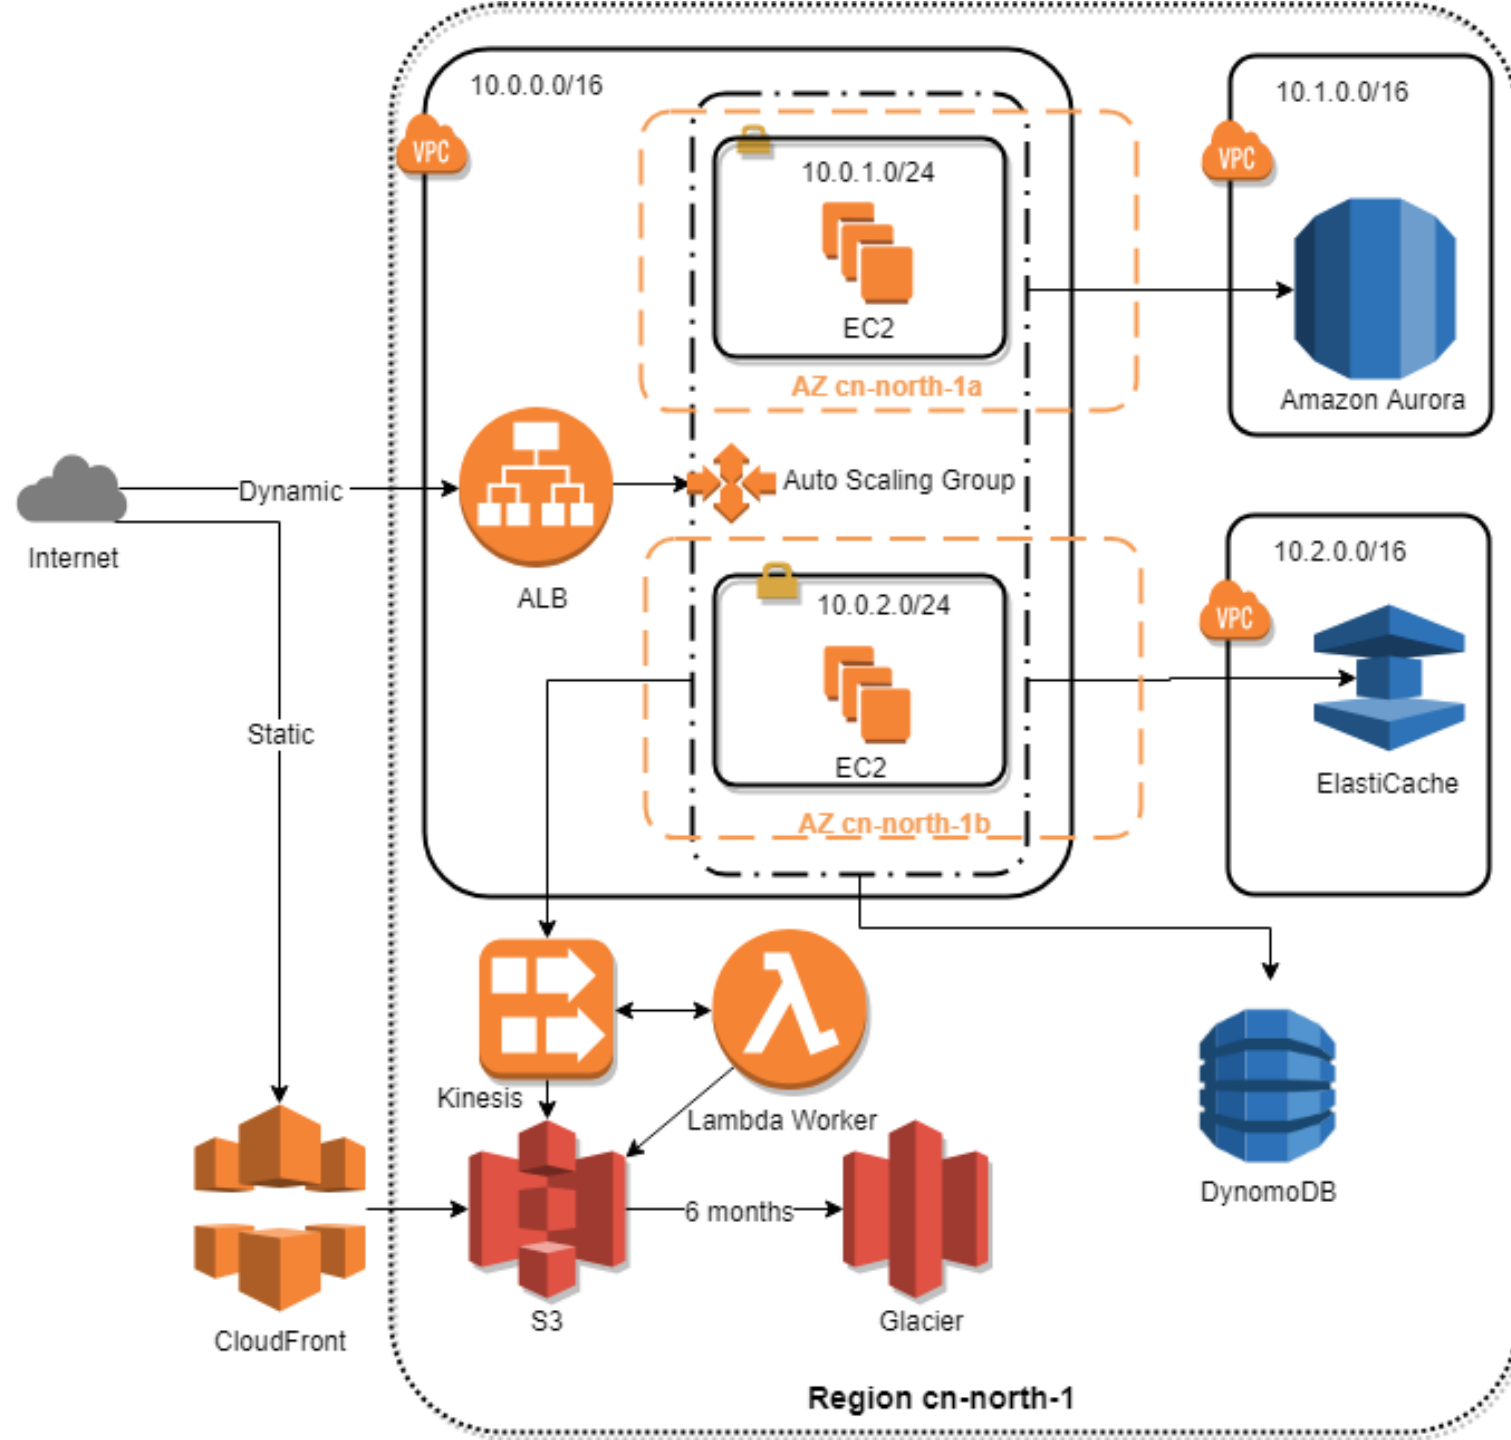 10.0.0.0/16
VPC
10.0.1.0/24
EC2
AZ cn-north-1a
10.1.0.0/16
VPC
Amazon Aurora
Internet
Dynamic
ALB
Auto Scaling Group
10.0.2.0/24
EC2
AZ cn-north-1b
10.2.0.0/16
VPC
ElastiCache
Static
Kinesis
Lambda Worker
DynomoDB
CloudFront
S3
6 months
Glacier
Region cn-north-1